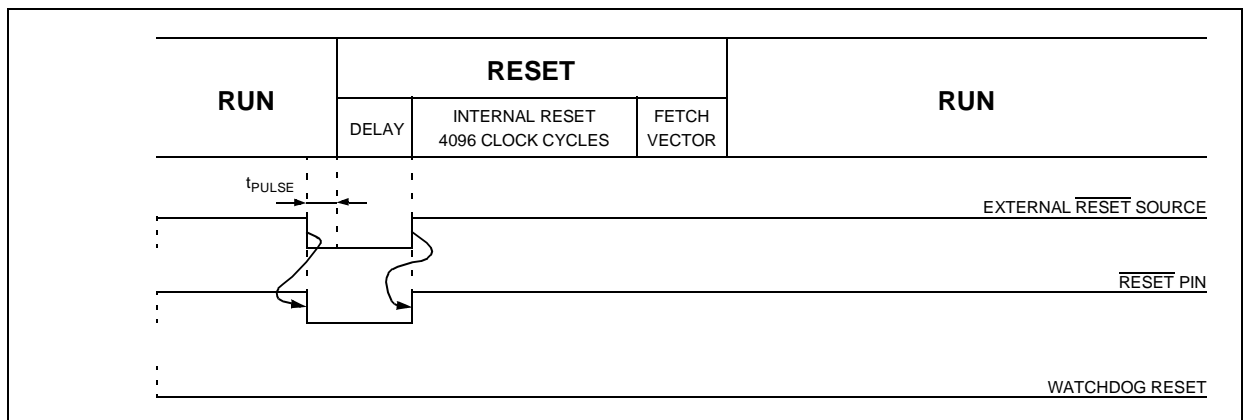 RESET
RUN
RUN
DELAY
INTERNAL RESET
4096 CLOCK CYCLES
FETCH
VECTOR
tPULSE
EXTERNAL RESET SOURCE
RESET PIN
WATCHDOG RESET